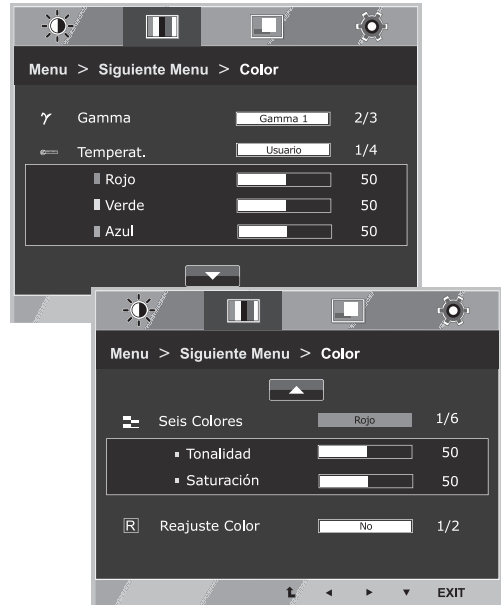 Menu > Siguiente Menu > Color
γ Gamma Gamma 1 2/3
Temperat. Usuario 1/4
Rojo 50
Verde 50
Azul 50
Menu > Siguiente Menu > Color
Seis Colores Rojo 1/6
Tonalidad 50
Saturación 50
R Reajuste Color No 1/2
EXIT